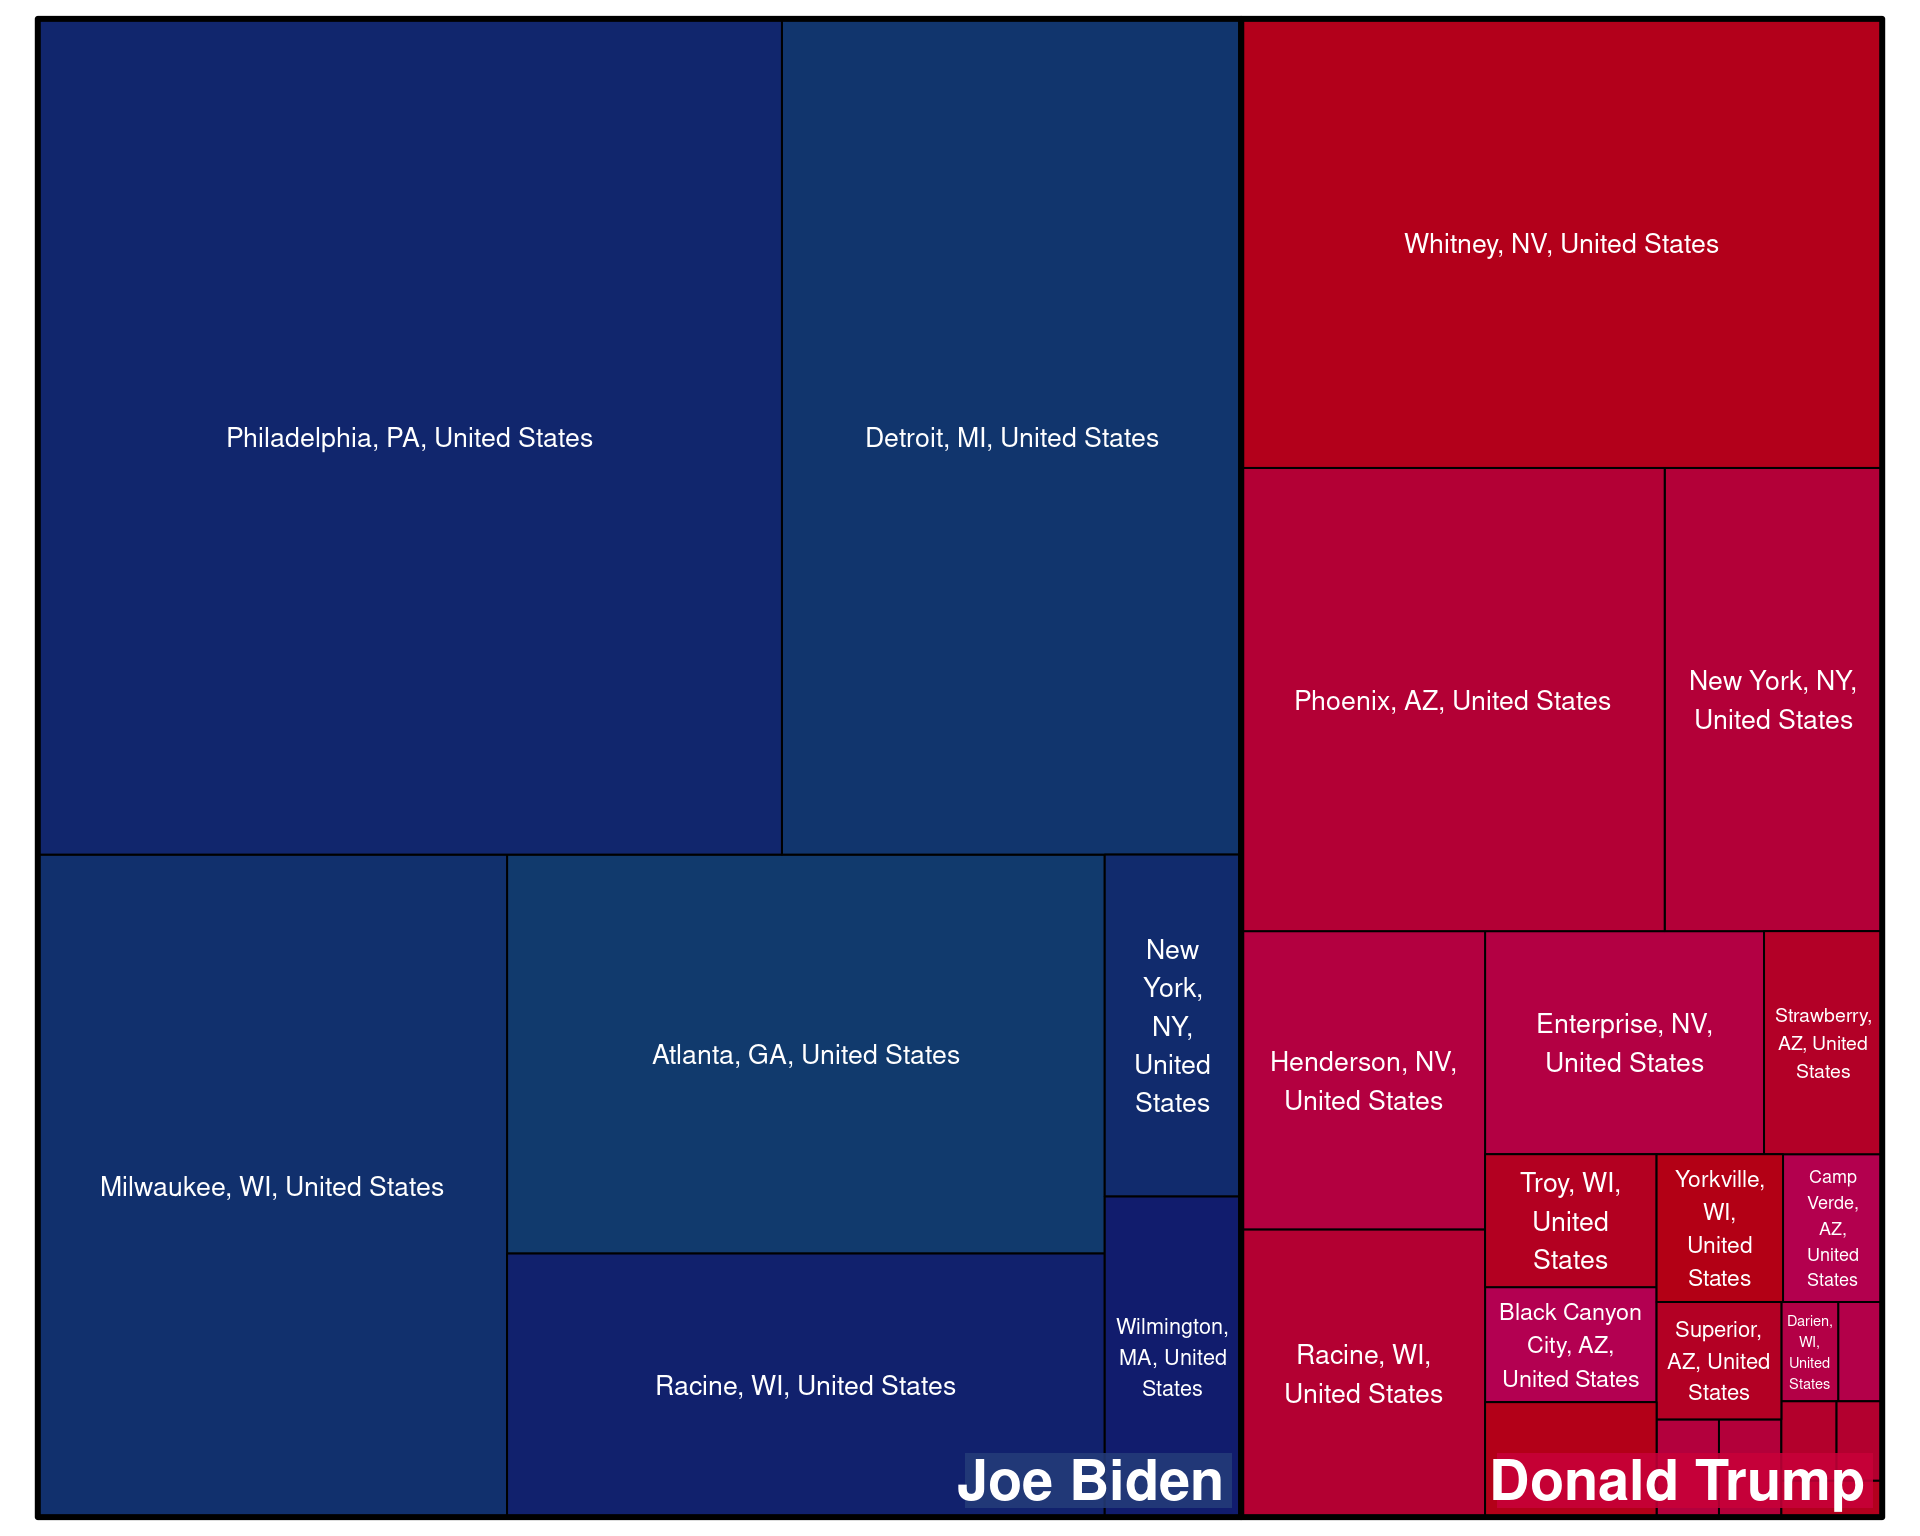 Philadelphia, PA, United States
Detroit, MI, United States
Milwaukee, WI, United States
Atlanta, GA, United States
New
York,
NY,
United
States
Racine, WI, United States
Wilmington,
MA, United
States
Joe Biden
Whitney, NV, United States
Phoenix, AZ, United States
New York, NY,
United States
Henderson, NV,
United States
Enterprise, NV,
United States
Strawberry,
AZ, United
States
Racine, WI,
United States
Troy, WI,
United
States
Yorkville,
WI,
United
States
Camp
Verde,
AZ,
United
States
Black Canyon
City, AZ,
United States
Superior,
AZ, United
States
Darien,
WI,
United
States
Donald Trump